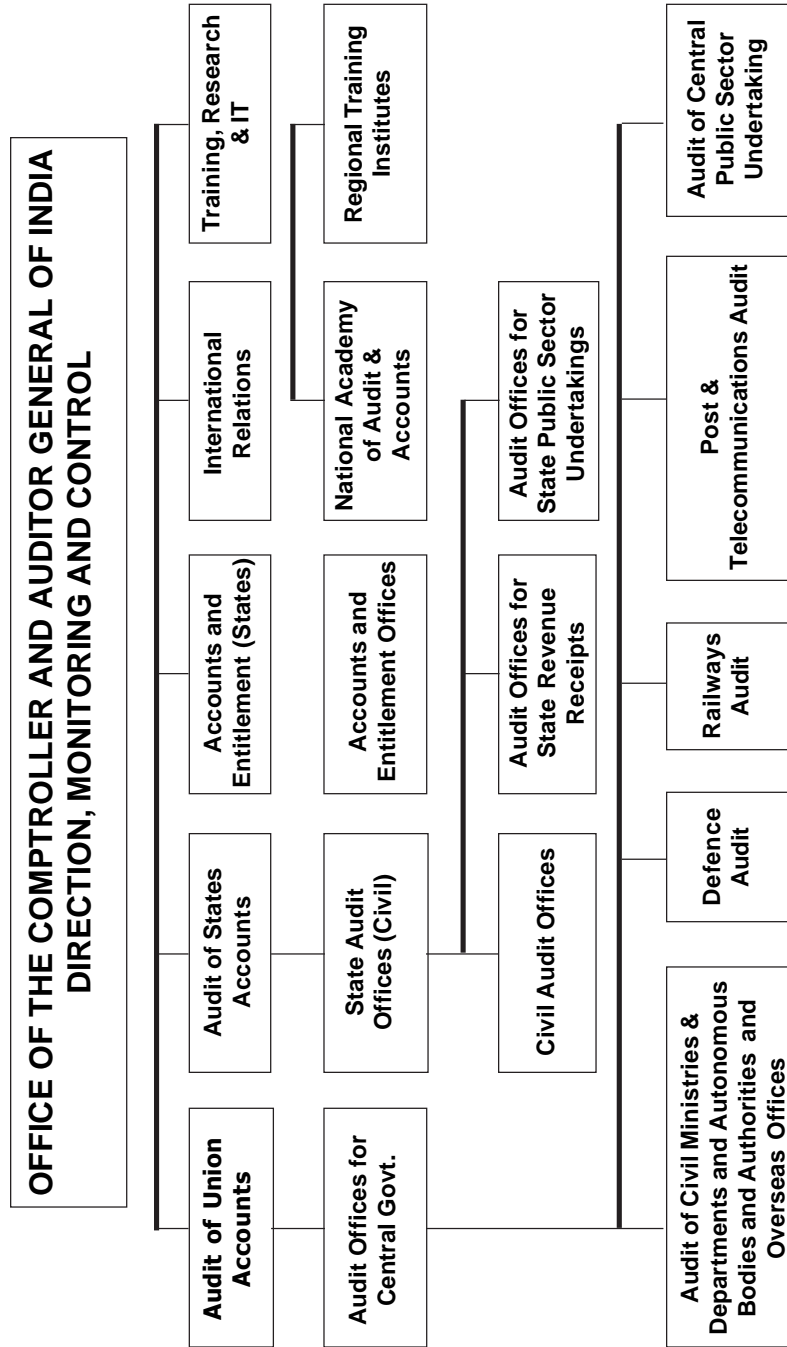 OFFICE OF THE COMPTROLLER AND AUDITOR GENERAL OF INDIA
DIRECTION, MONITORING AND CONTROL
Audit of Union
Accounts
Audit of States
Accounts
Accounts and
Entitlement (States)
International
Relations
Training, Research
& IT
Audit Offices for
Central Govt.
State Audit
Offices (Civil)
Accounts and
Entitlement Offices
National Academy
of Audit &
Accounts
Regional Training
Institutes
Civil Audit Offices
Audit Offices for
State Revenue
Receipts
Audit Offices for
State Public Sector
Undertakings
Audit of Civil Ministries &
Departments and Autonomous
Bodies and Authorities and
Overseas Offices
Defence
Audit
Railways
Audit
Post &
Telecommunications Audit
Audit of Central
Public Sector
Undertaking